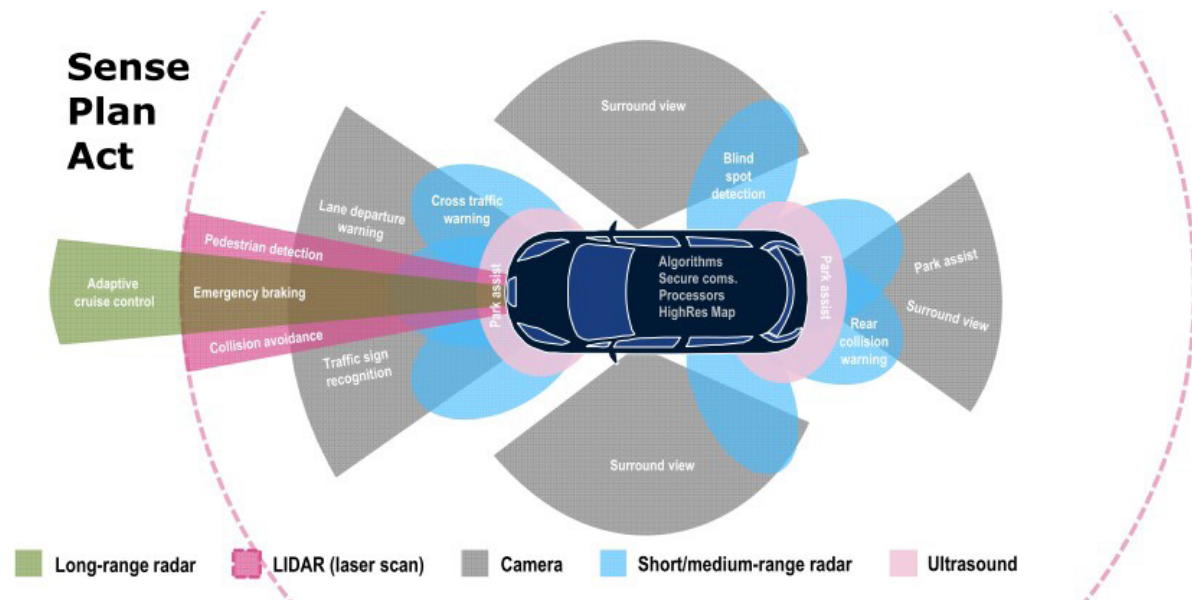 Sense
Plan
Act
Surround view
Blind
spot
detection
Cross traffic
warning
Lane departure
warning
Pedestrian detection
Adaptive
cruise control
Emergency braking
Collision avoidance
Traffic sign
recognition
Park assist
Algorithms
Secure coms.
Processors
HighRes Map
Park assist
Rear
collision
warning
Park assist
Surround view
Surround view
Long-range radar
LIDAR (laser scan)
Camera
Short/medium-range radar
Ultrasound